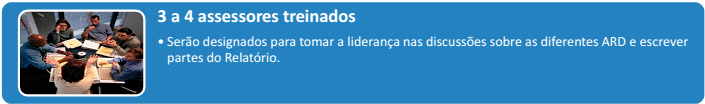 3 a 4 assessores treinados
• Serão designados para tomar a liderança nas discussões sobre as diferentes ARD e escrever
partes do Relatório.